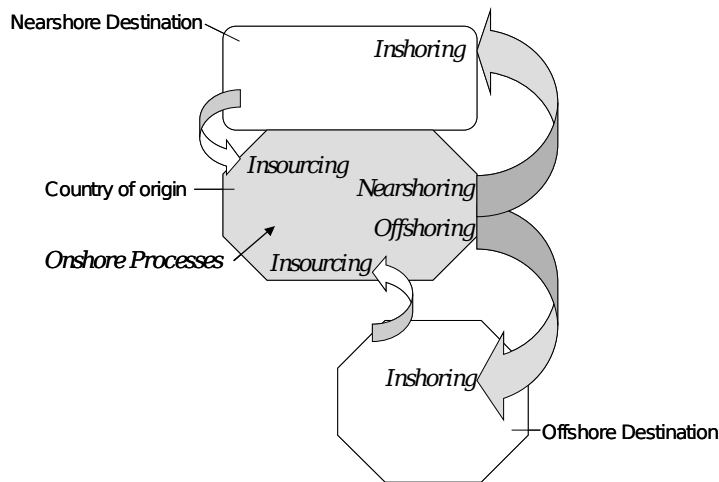 Nearshore Destination
Inshoring
Insourcing
Country of origin
Nearshoring
Offshoring
Onshore Processes
Insourcing
Inshoring
Offshore Destination